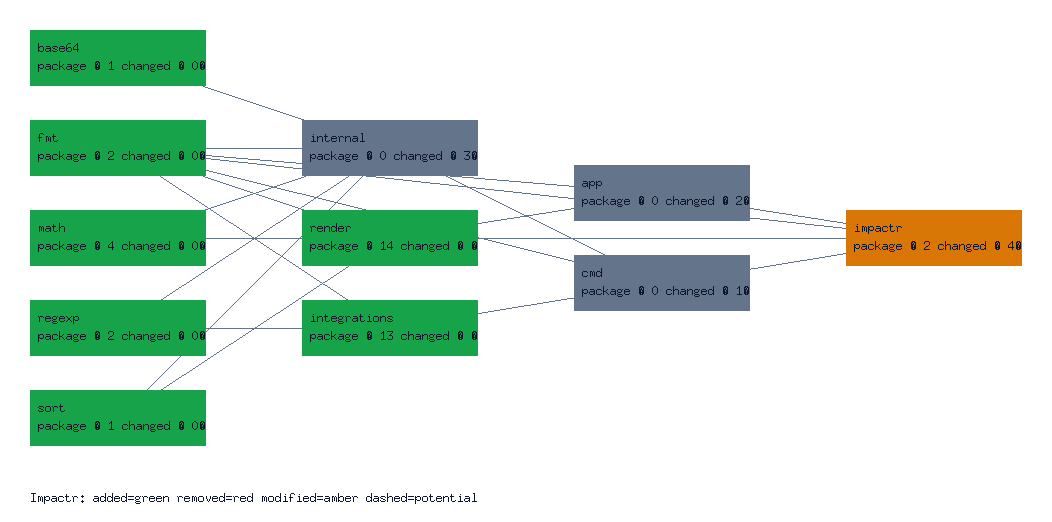 base64
package 0 1 changed 0 00
fmt
package 0 2 changed 0 00
math
package 0 4 changed 0 00
regexp
package 0 2 changed 0 00
sort
package 0 1 changed 0 00
internal
package 0 0 changed 0 30
render
package 0 14 changed 0 00
integrations
package 0 13 changed 0 0
app
package 0 0 changed 0 20
cmd
package 0 0 changed 0 10
impactr
package 0 2 changed 0 40
Impactr: added=green removed=red modified=amber dashed=potential